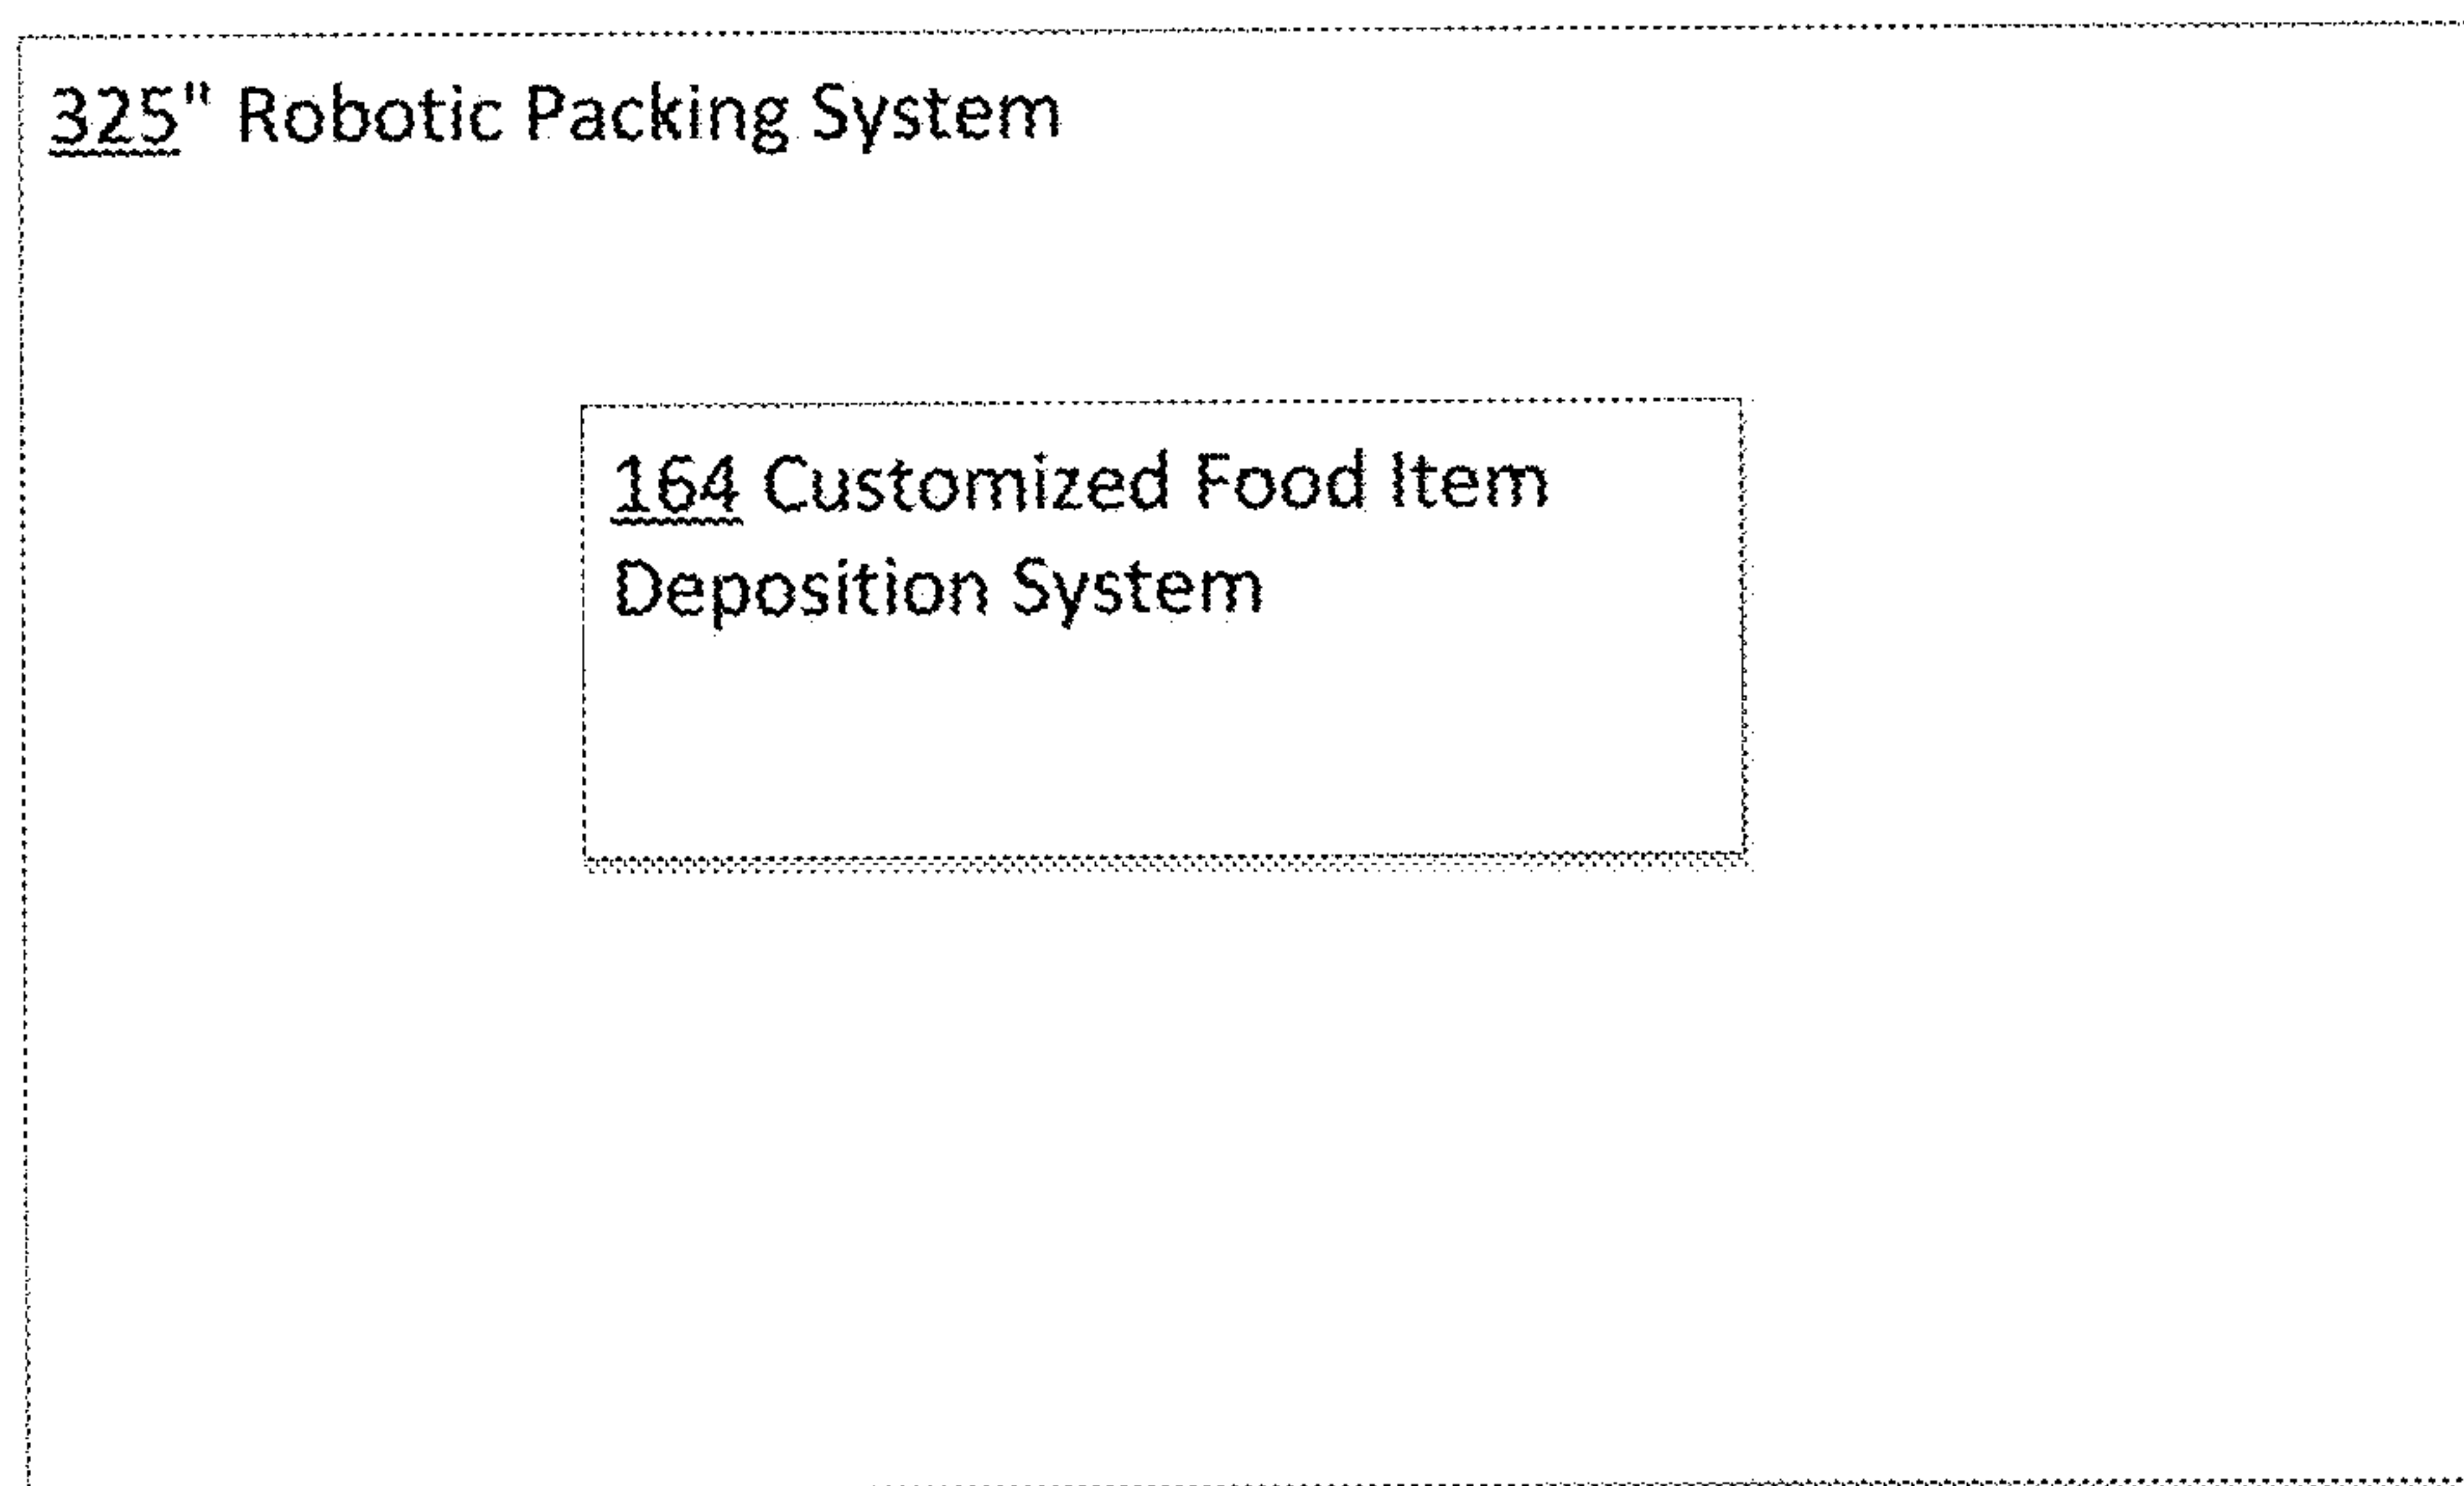 325" Robotic Packing System
164 Customized Food Item
Deposition System